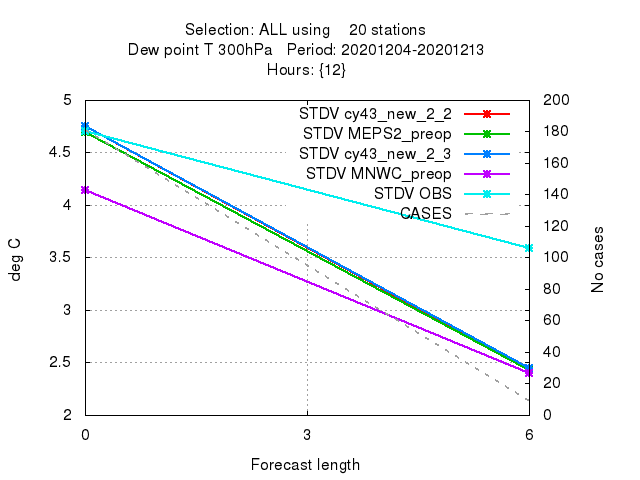 Selection: ALL using 20 stations
Dew point T 300hPa Period: 20201204-20201213
Hours: {12}
STDV cy43_new_2_2
STDV MEPS2_preop
STDV cy43_new_2_3
STDV MNWC_preop
STDV OBS
CASES
5
4.5
4
3.5
3
2.5
2
200
180
160
140
120
100
80
60
40
20
0
deg C
No cases
0 3 6
Forecast length